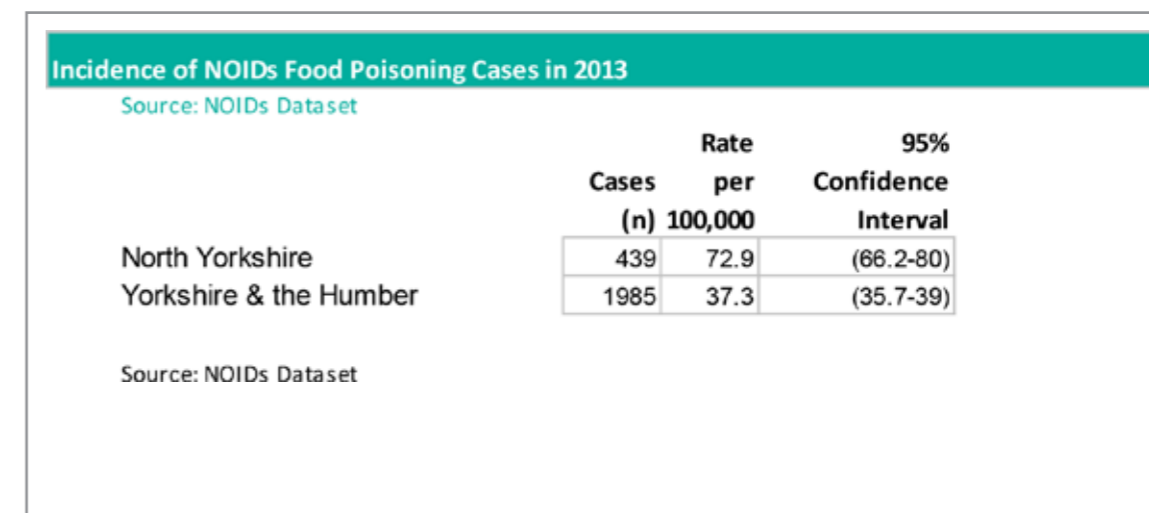 Incidence of NOIDs Food Poisoning Cases in 2013
Source: NOIDs Dataset
Rate 95%
Cases per Confidence
(n) 100,000 Interval
North Yorkshire 439 72.9 (66.2-80)
Yorkshire & the Humber 1985 37.3 (35.7-39)
Source: NOIDs Dataset